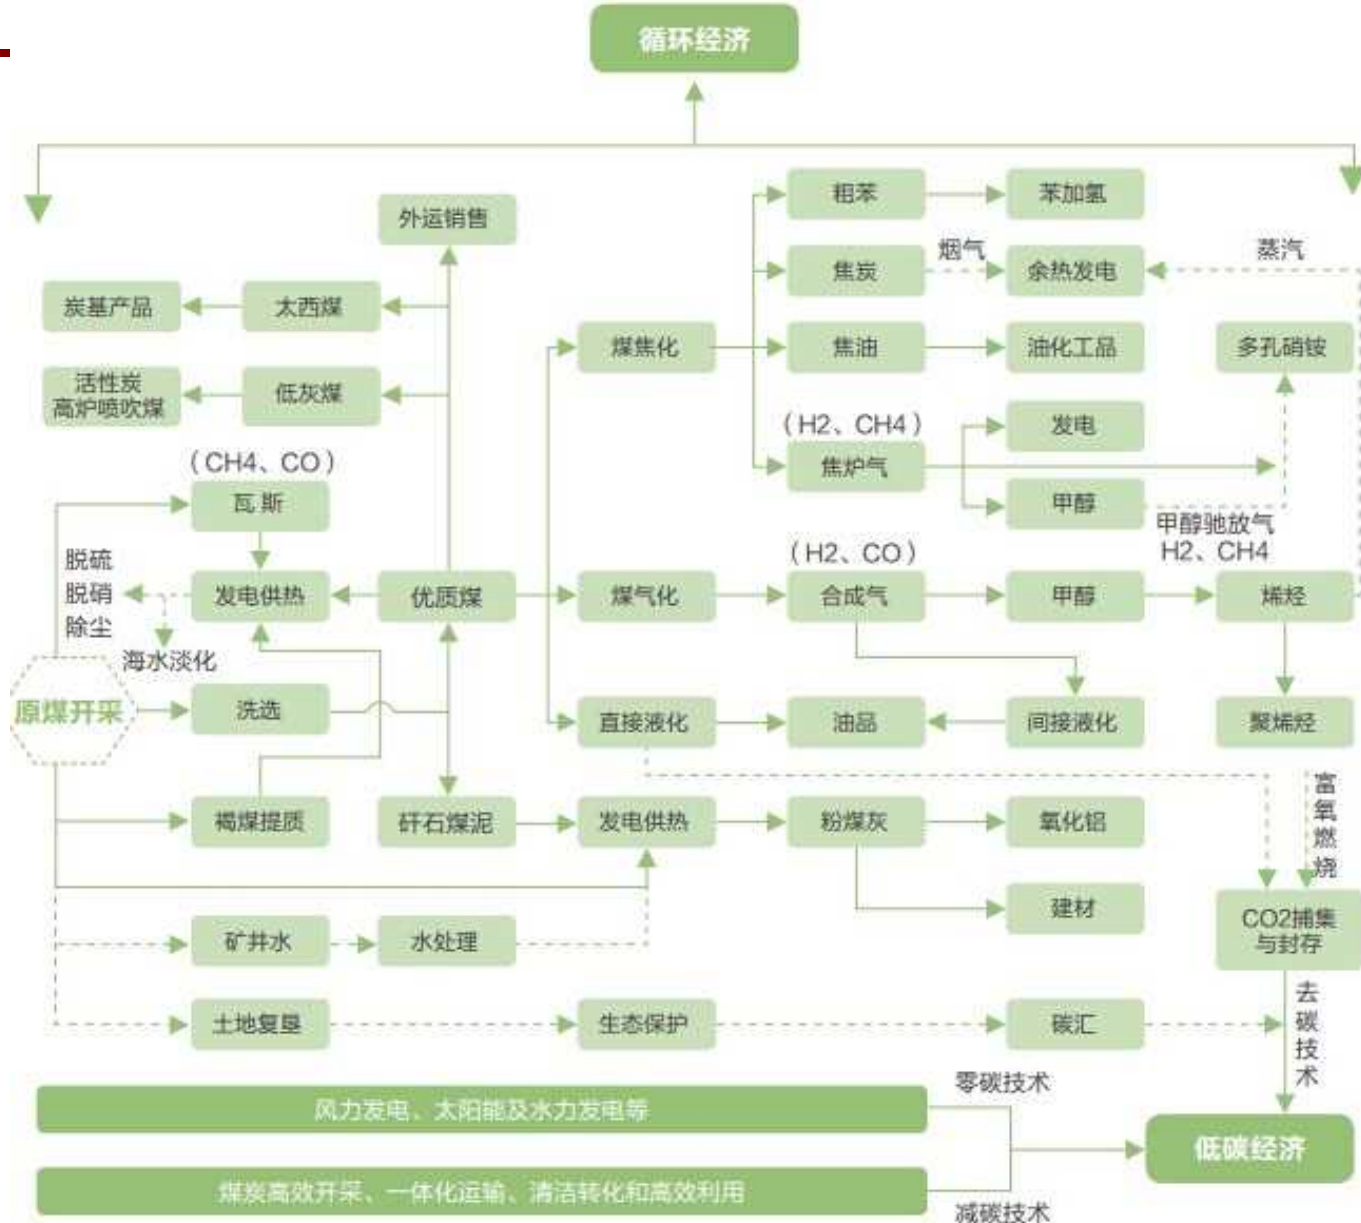 循环经济
粗苯
苯加氢
外运销售
烟气
蒸汽
焦炭
余热发电
炭基产品
太西煤
煤焦化
焦油
油化工品
多孔硝铵
活性炭
高炉喷吹煤
低灰煤
（H2、CH4）
发电
（CH4、CO）
焦炉气
瓦 斯
甲醇
甲醇驰放气
H2、CH4
（H2、CO）
脱硫
脱硝
除尘
发电供热
优质煤
煤气化
合成气
甲醇
烯烃
海水淡化
原煤开采
洗选
直接液化
油品
间接液化
聚烯烃
富氧燃烧
褐煤提质
矸石煤泥
发电供热
粉煤灰
氧化铝
建材
CO2捕集
与封存
矿井水
水处理
去碳技术
土地复垦
生态保护
碳汇
零碳技术
风力发电、太阳能及水力发电等
低碳经济
煤炭高效开采、一体化运输、清洁转化和高效利用
减碳技术